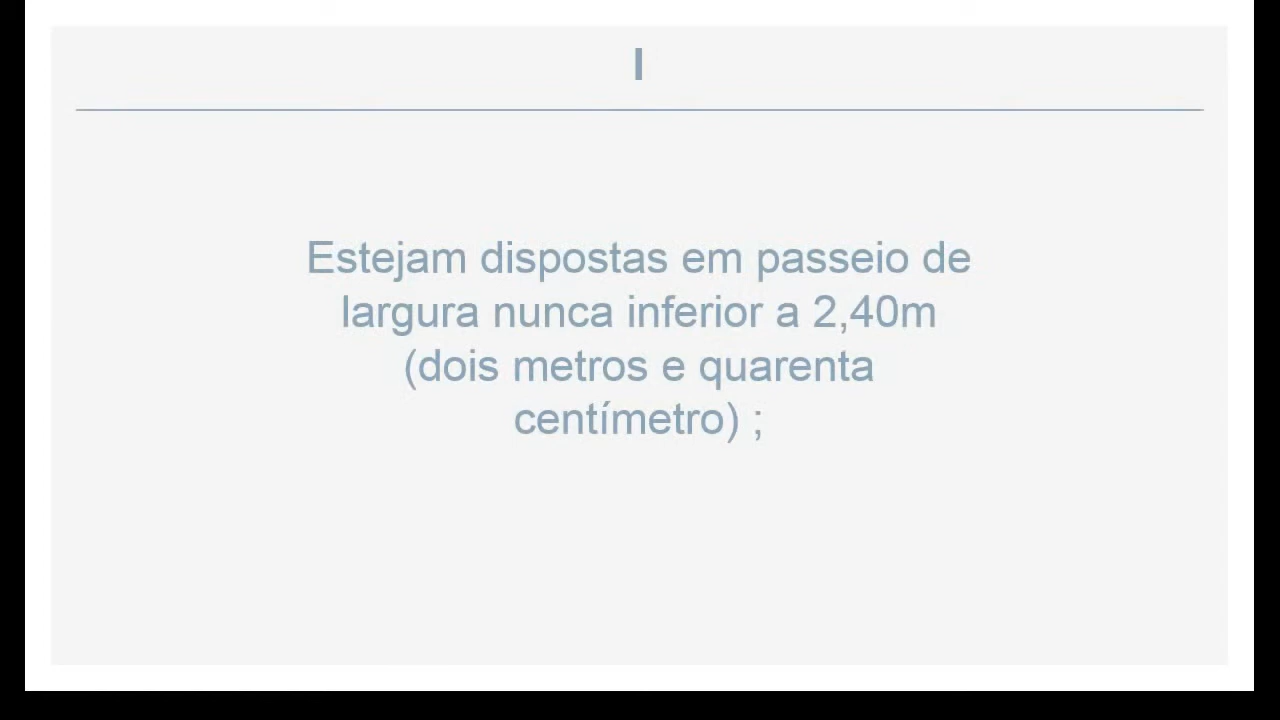 I
Estejam dispostas em passeio de
largura nunca inferior a 2,40m
(dois metros e quarenta
centímetro) ;